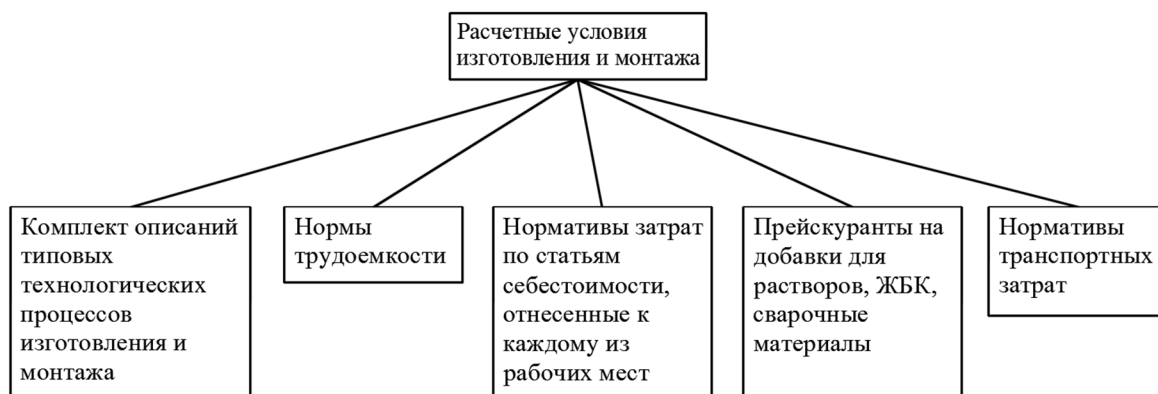 Расчетные условия
изготовления и монтажа
Комплект описаний
типовых
технологических
процессов
изготовления и
монтажа
Нормы
трудоемкости
Нормативы затрат
по статьям
себестоимости,
отнесенные к
каждому из
рабочих мест
Прейскуранты на
добавки для
растворов, ЖБК,
сварочные
материалы
Нормативы
транспортных
затрат